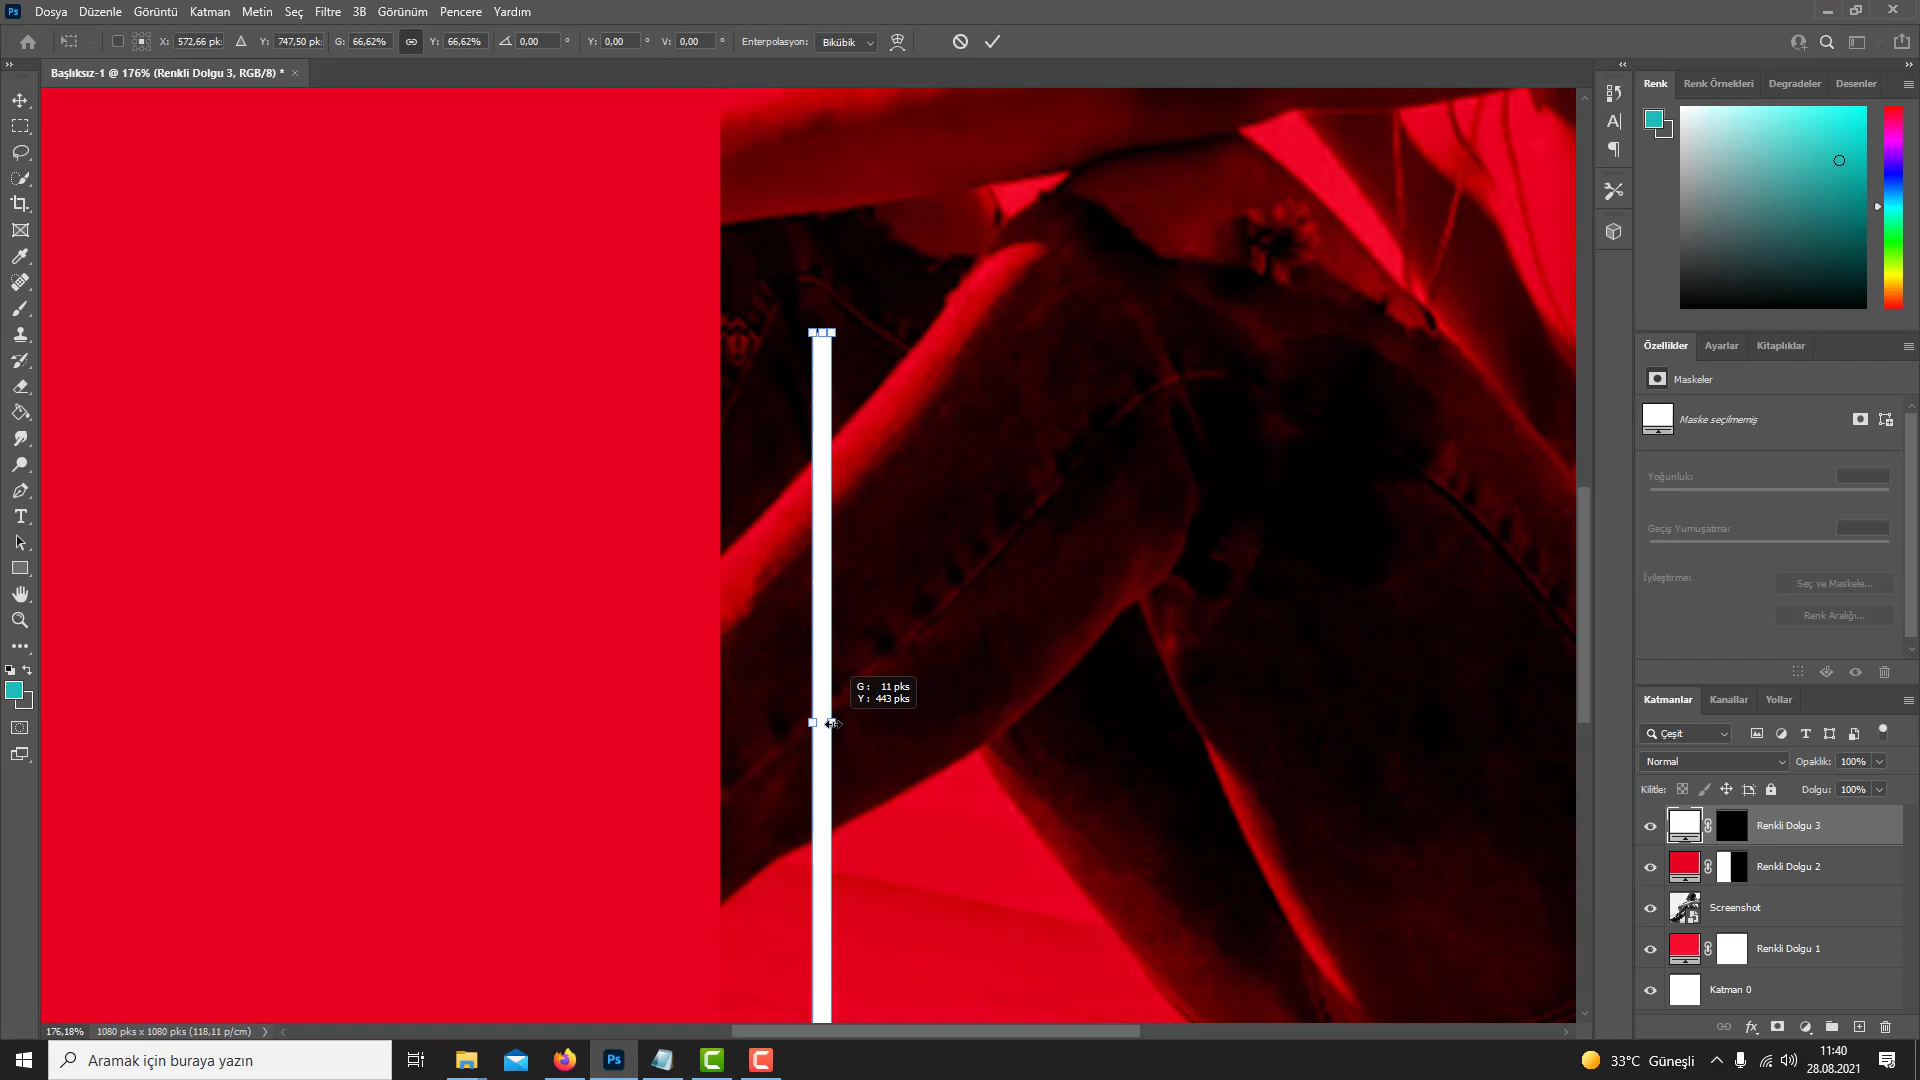 Ps Dosya Düzenle Görüntü Katman Metin Seç Filtre 3B Görünüm Pencere Yardım
X: 572,66 pk: Y: 747,50 pk: G: 66,62% Y: 66,62% 0,00 ° Y: 0,00 ° V: 0,00 ° Enterpolasyon: Bikübik
Başlıksız-1 @ 176% (Renkli Dolgu 3, RGB/8) * ×
Renk Renk Örnekleri Degradeler Desenler
Özellikler Ayarlar Kitaplıklar
Maskeler
Maske seçilmemiş
Yoğunluk:
Geçiş Yumuşatma:
İyileştirme: Seç ve Maskele...
Renk Aralığı...
G : 11 pks
Y : 443 pks
Katmanlar Kanallar Yollar
Çeşit
Normal Opaklık: 100%
Kilitle: Dolgu: 100%
Renkli Dolgu 3
Renkli Dolgu 2
Screenshot
Renkli Dolgu 1
Katman 0
176,18% 1080 pks x 1080 pks (118,11 p/cm)
Aramak için buraya yazın Ps 33°C Güneşli 11:40
28.08.2021